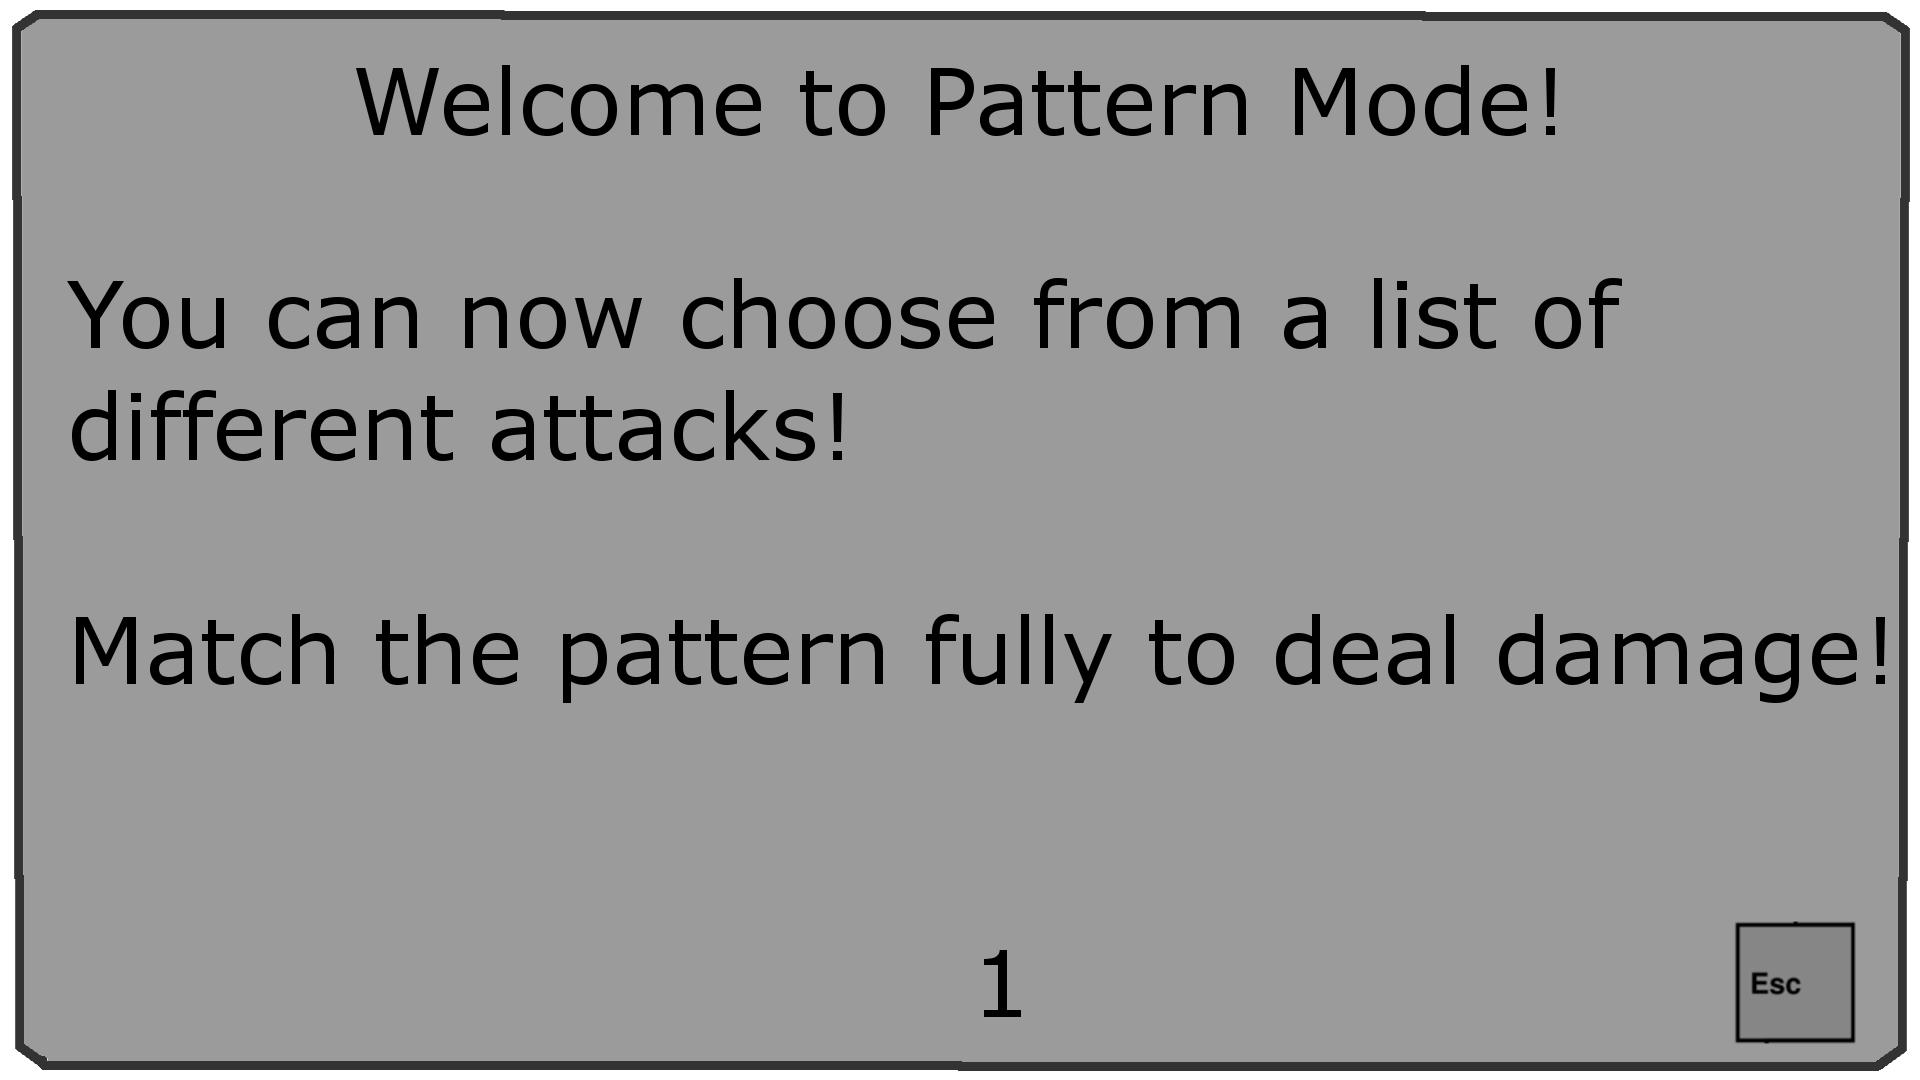 Welcome to Pattern Mode!
You can now choose from a list of
different attacks!
Match the pattern fully to deal damage!
1
Esc